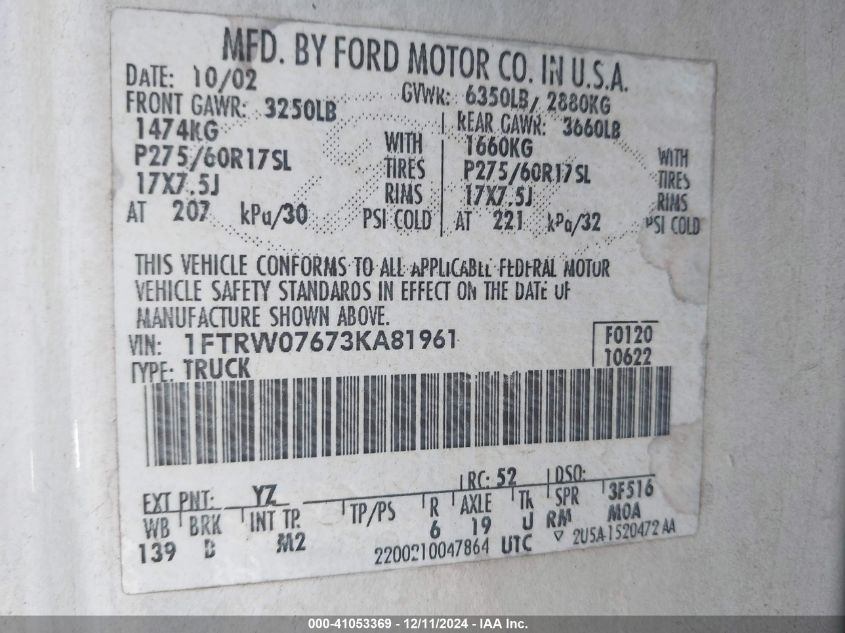 MFD. BY FORD MOTOR CO. IN U.S.A.
DATE: 10/02 GVWR: 6350LB/ 2880KG
FRONT GAWR: 3250LB REAR GAWR: 3660LB
1474KG WITH 1660KG WITH
P275/60R17SL TIRES P275/60R17SL TIRES
17X7.5J RIMS 17X7.5J RIMS
AT 207 kPa/30 PSI COLD AT 221 kPa/32 PSI COLD
THIS VEHICLE CONFORMS TO ALL APPLICABLE FEDERAL MOTOR
VEHICLE SAFETY STANDARDS IN EFFECT ON THE DATE OF
MANUFACTURE SHOWN ABOVE.
VIN: 1FTRW07673KA81961 F0120
TYPE: TRUCK 10622
EXT PNT: YZ RC: 52 DSO:
WB BRK INT TR TP/PS R AXLE TR SPR 3F516
139 D M2 6 19 U RM MOA
2200210047864 UTC ▽ 2U5A-1520472 AA
000-41053369 - 12/11/2024 - IAA Inc.